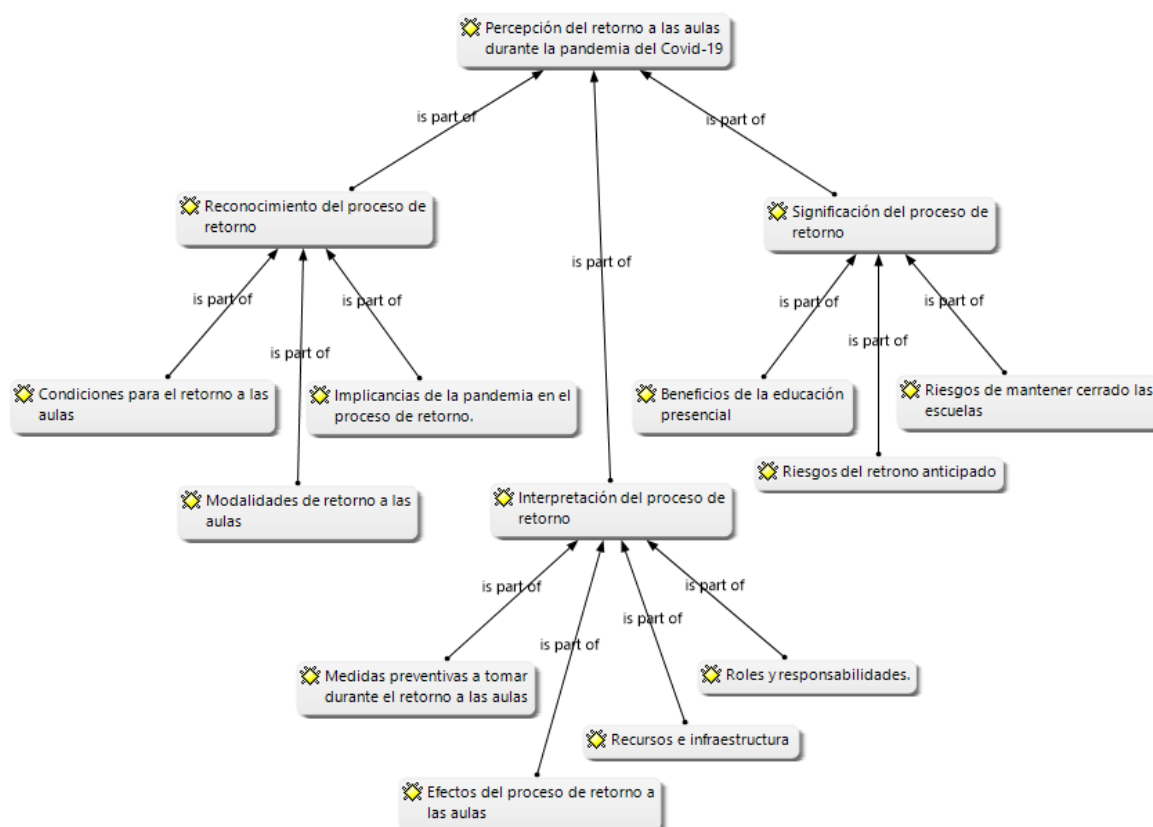 Percepción del retorno a las aulas
durante la pandemia del Covid-19
is part of
is part of
is part of
Reconocimiento del proceso de
retorno
Significación del proceso de
retorno
is part of
is part of
is part of
is part of
is part of
is part of
is part of
Condiciones para el retorno a las
aulas
Implicancias de la pandemia en el
proceso de retorno.
Beneficios de la educación
presencial
Riesgos de mantener cerrado las
escuelas
Riesgos del retrono anticipado
Modalidades de retorno a las
aulas
Interpretación del proceso de
retorno
is part of
is part of
is part of
is part of
Medidas preventivas a tomar
durante el retorno a las aulas
Roles y responsabilidades.
Recursos e infraestructura
Efectos del proceso de retorno a
las aulas